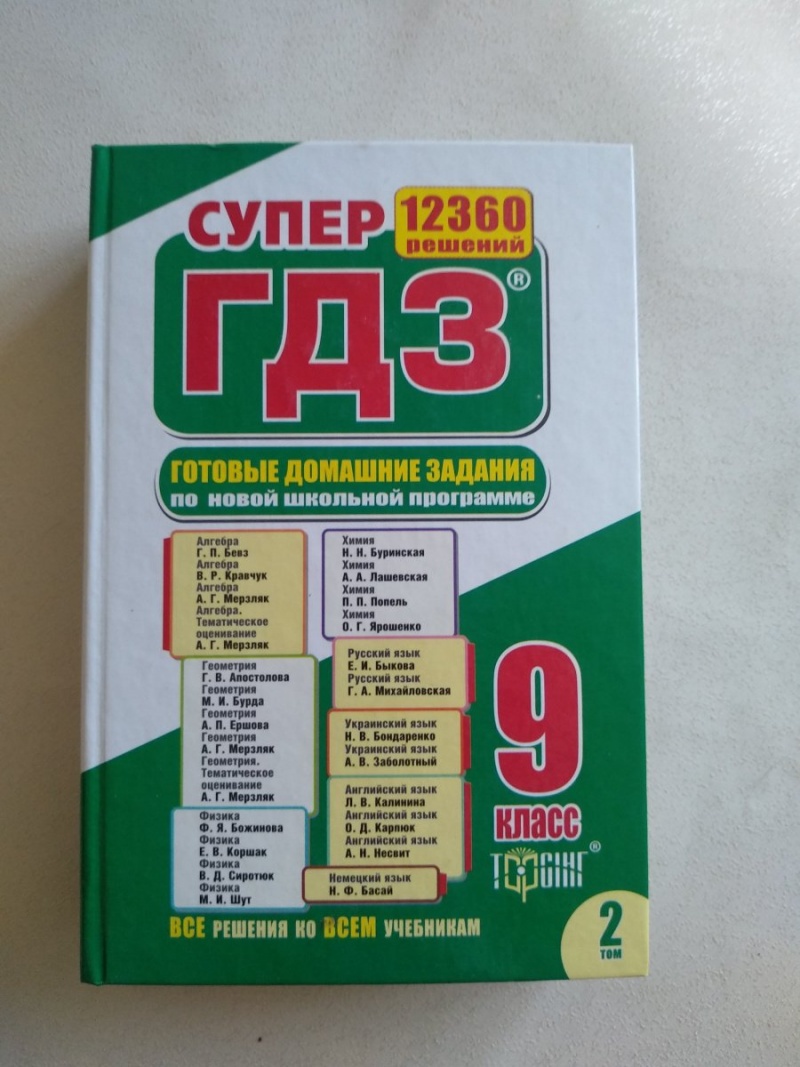 СУПЕР
12360
решений
ГДЗ®
ГОТОВЫЕ ДОМАШНИЕ ЗАДАНИЯ
по новой школьной программе
Алгебра
Г. П. Бевз
Алгебра
В. Р. Кравчук
Алгебра
А. Г. Мерзляк
Алгебра.
Тематическое
оценивание
А. Г. Мерзляк
Геометрия
Г. В. Апостолова
Геометрия
М. И. Бурда
Геометрия
А. П. Ершова
Геометрия
А. Г. Мерзляк
Геометрия.
Тематическое
оценивание
А. Г. Мерзляк
Физика
Ф. Я. Божинова
Физика
Е. В. Коршак
Физика
В. Д. Сиротюк
Физика
М. И. Шут
Химия
Н. Н. Буринская
Химия
А. А. Лашевская
Химия
П. П. Попель
Химия
О. Г. Ярошенко
Русский язык
Е. И. Быкова
Русский язык
Г. А. Михайловская
Украинский язык
Н. В. Бондаренко
Украинский язык
А. В. Заболотный
Английский язык
Л. В. Калинина
Английский язык
О. Д. Карпюк
Английский язык
А. Н. Несвит
Немецкий язык
Н. Ф. Басай
9
класс
ТОРСІНГ®
ВСЕ РЕШЕНИЯ КО ВСЕМ УЧЕБНИКАМ
2
ТОМ